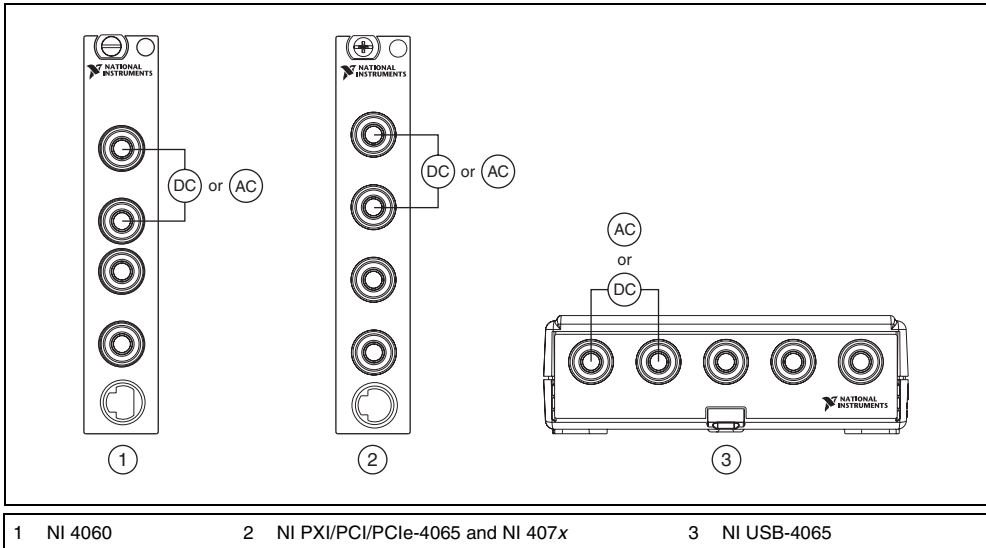 NATIONAL
INSTRUMENTS
DC or AC
1
NATIONAL
INSTRUMENTS
DC or AC
2
AC
or
DC
NATIONAL
INSTRUMENTS
3
1 NI 4060 2 NI PXI/PCI/PCIe-4065 and NI 407x 3 NI USB-4065